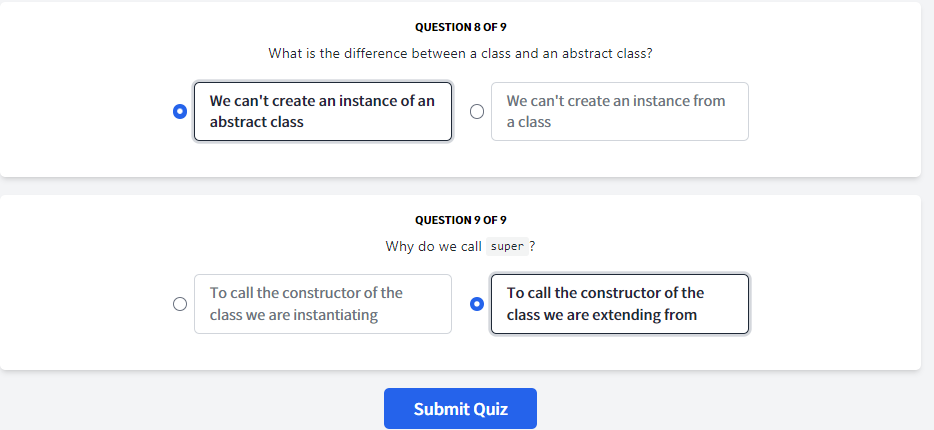 QUESTION 8 OF 9
What is the difference between a class and an abstract class?
We can't create an instance of an
abstract class
We can't create an instance from
a class
QUESTION 9 OF 9
Why do we call super ?
To call the constructor of the
class we are instantiating
To call the constructor of the
class we are extending from
Submit Quiz